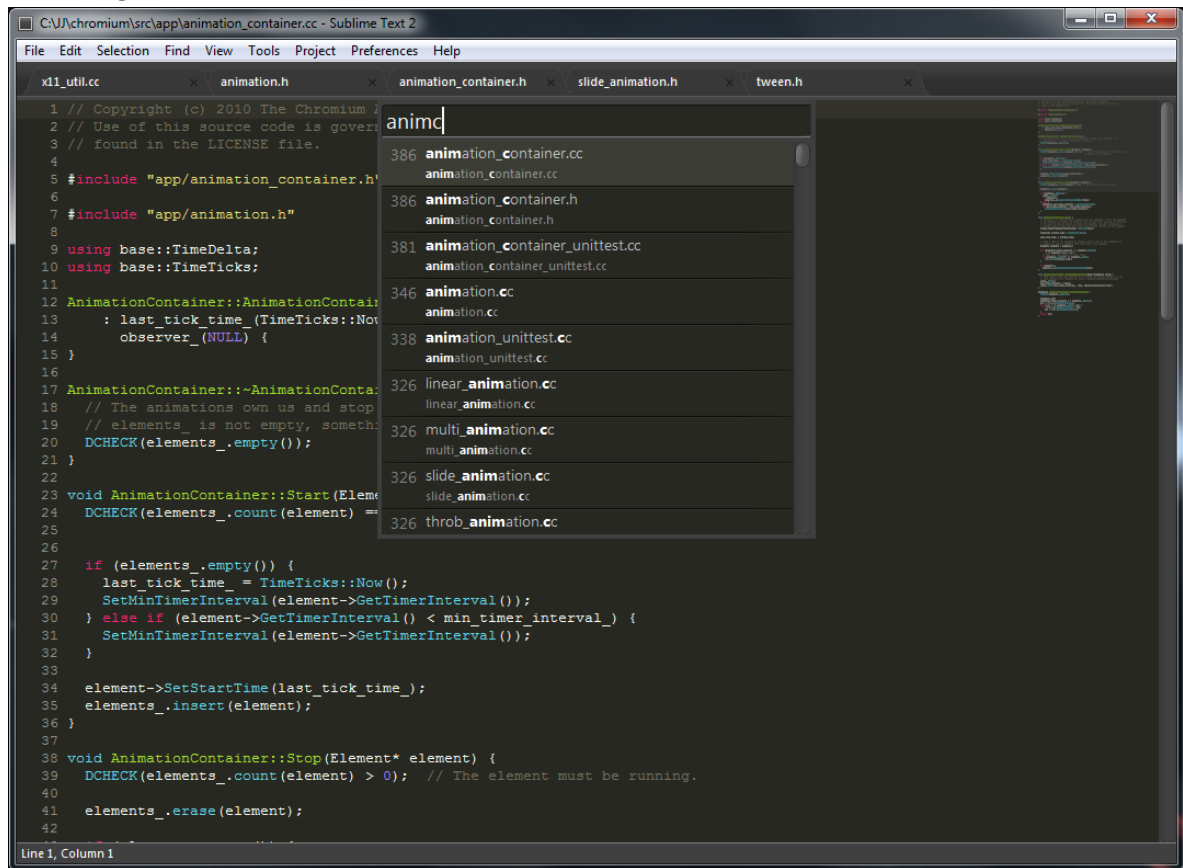 C:\JJ\chromium\src\app\animation_container.cc - Sublime Text 2
File Edit Selection Find View Tools Project Preferences Help
x11_util.cc animation.h animation_container.h slide_animation.h tween.h
animc
386 animation_container.cc
animation_container.cc
386 animation_container.h
animation_container.h
381 animation_container_unittest.cc
animation_container_unittest.cc
346 animation.cc
animation.cc
338 animation_unittest.cc
animation_unittest.cc
326 linear_animation.cc
linear_animation.cc
326 multi_animation.cc
multi_animation.cc
326 slide_animation.cc
slide_animation.cc
326 throb_animation.cc
1 // Copyright (c) 2010 The Chromium
2 // Use of this source code is govern
3 // found in the LICENSE file.
4
5 #include "app/animation_container.h"
6
7 #include "app/animation.h"
8
9 using base::TimeDelta;
10 using base::TimeTicks;
11
12 AnimationContainer::AnimationContai
13 : last_tick_time_(TimeTicks::Now
14 observer_(NULL) {
15 }
16
17 AnimationContainer::~AnimationConta
18 // The animations own us and stop
19 // elements_ is not empty, someth
20 DCHECK(elements_.empty());
21 }
22
23 void AnimationContainer::Start(Eleme
24 DCHECK(elements_.count(element) ==
25
26
27 if (elements_.empty()) {
28 last_tick_time_ = TimeTicks::Now();
29 SetMinTimerInterval(element->GetTimerInterval());
30 } else if (element->GetTimerInterval() < min_timer_interval_) {
31 SetMinTimerInterval(element->GetTimerInterval());
32 }
33
34 element->SetStartTime(last_tick_time_);
35 elements_.insert(element);
36 }
37
38 void AnimationContainer::Stop(Element* element) {
39 DCHECK(elements_.count(element) > 0); // The element must be running.
40
41 elements_.erase(element);
42
Line 1, Column 1